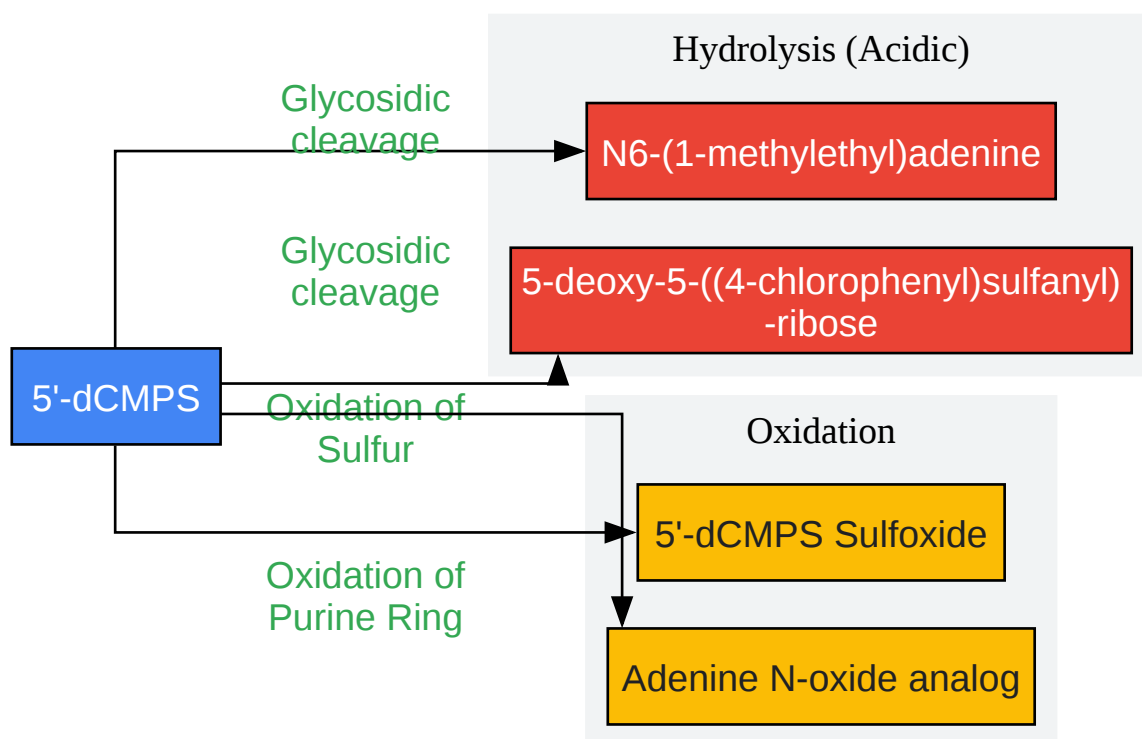 Hydrolysis (Acidic)
Glycosidic
cleavage
N6-(1-methylethyl)adenine
Glycosidic
cleavage
5-deoxy-5-((4-chlorophenyl)sulfanyl)
-ribose
5'-dCMPS
Oxidation of
Sulfur
Oxidation
5'-dCMPS Sulfoxide
Oxidation of
Purine Ring
Adenine N-oxide analog